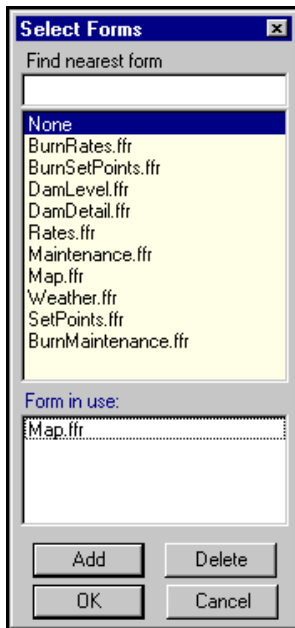 Select Forms
Find nearest form
None
BurnRates.ffr
BurnSetPoints.ffr
DamLevel.ffr
DamDetail.ffr
Rates.ffr
Maintenance.ffr
Map.ffr
Weather.ffr
SetPoints.ffr
BurnMaintenance.ffr
Form in use:
Map.ffr
Add Delete
OK Cancel